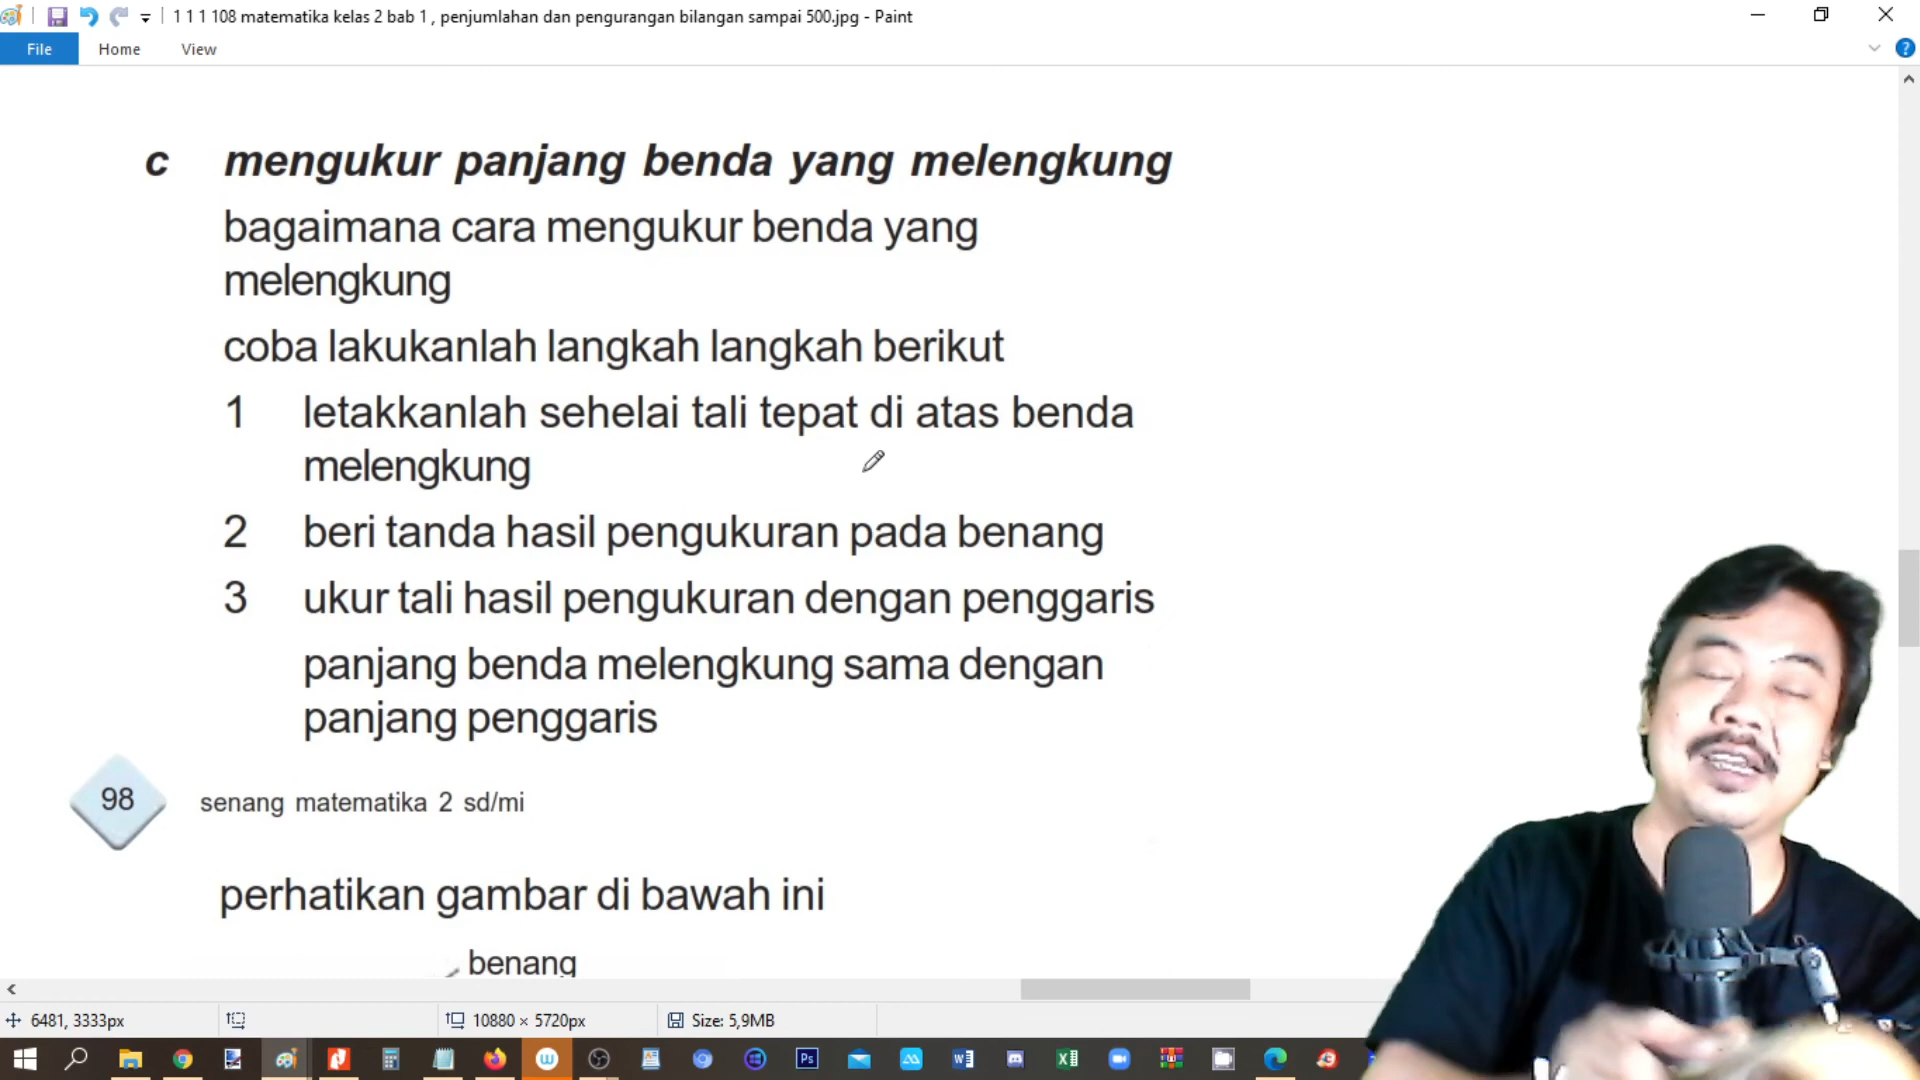 1 1 1 108 matematika kelas 2 bab 1 , penjumlahan dan pengurangan bilangan sampai 500.jpg - Paint
File Home View
c mengukur panjang benda yang melengkung
bagaimana cara mengukur benda yang
melengkung
coba lakukanlah langkah langkah berikut
1 letakkanlah sehelai tali tepat di atas benda
melengkung
2 beri tanda hasil pengukuran pada benang
3 ukur tali hasil pengukuran dengan penggaris
panjang benda melengkung sama dengan
panjang penggaris
98 senang matematika 2 sd/mi
perhatikan gambar di bawah ini
benang
6481, 3333px 10880 × 5720px Size: 5,9MB